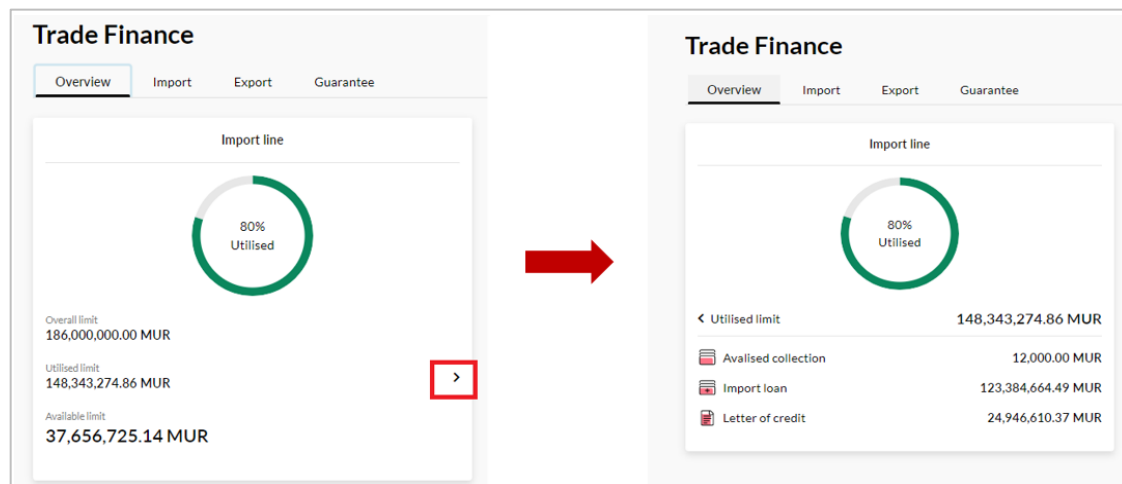 Trade Finance
Overview Import Export Guarantee
Import line
80%
Utilised
Overall limit
186,000,000.00 MUR
Utilised limit
148,343,274.86 MUR
Available limit
37,656,725.14 MUR
Trade Finance
Overview Import Export Guarantee
Import line
80%
Utilised
Utilised limit 148,343,274.86 MUR
Avalised collection 12,000.00 MUR
Import loan 123,384,664.49 MUR
Letter of credit 24,946,610.37 MUR